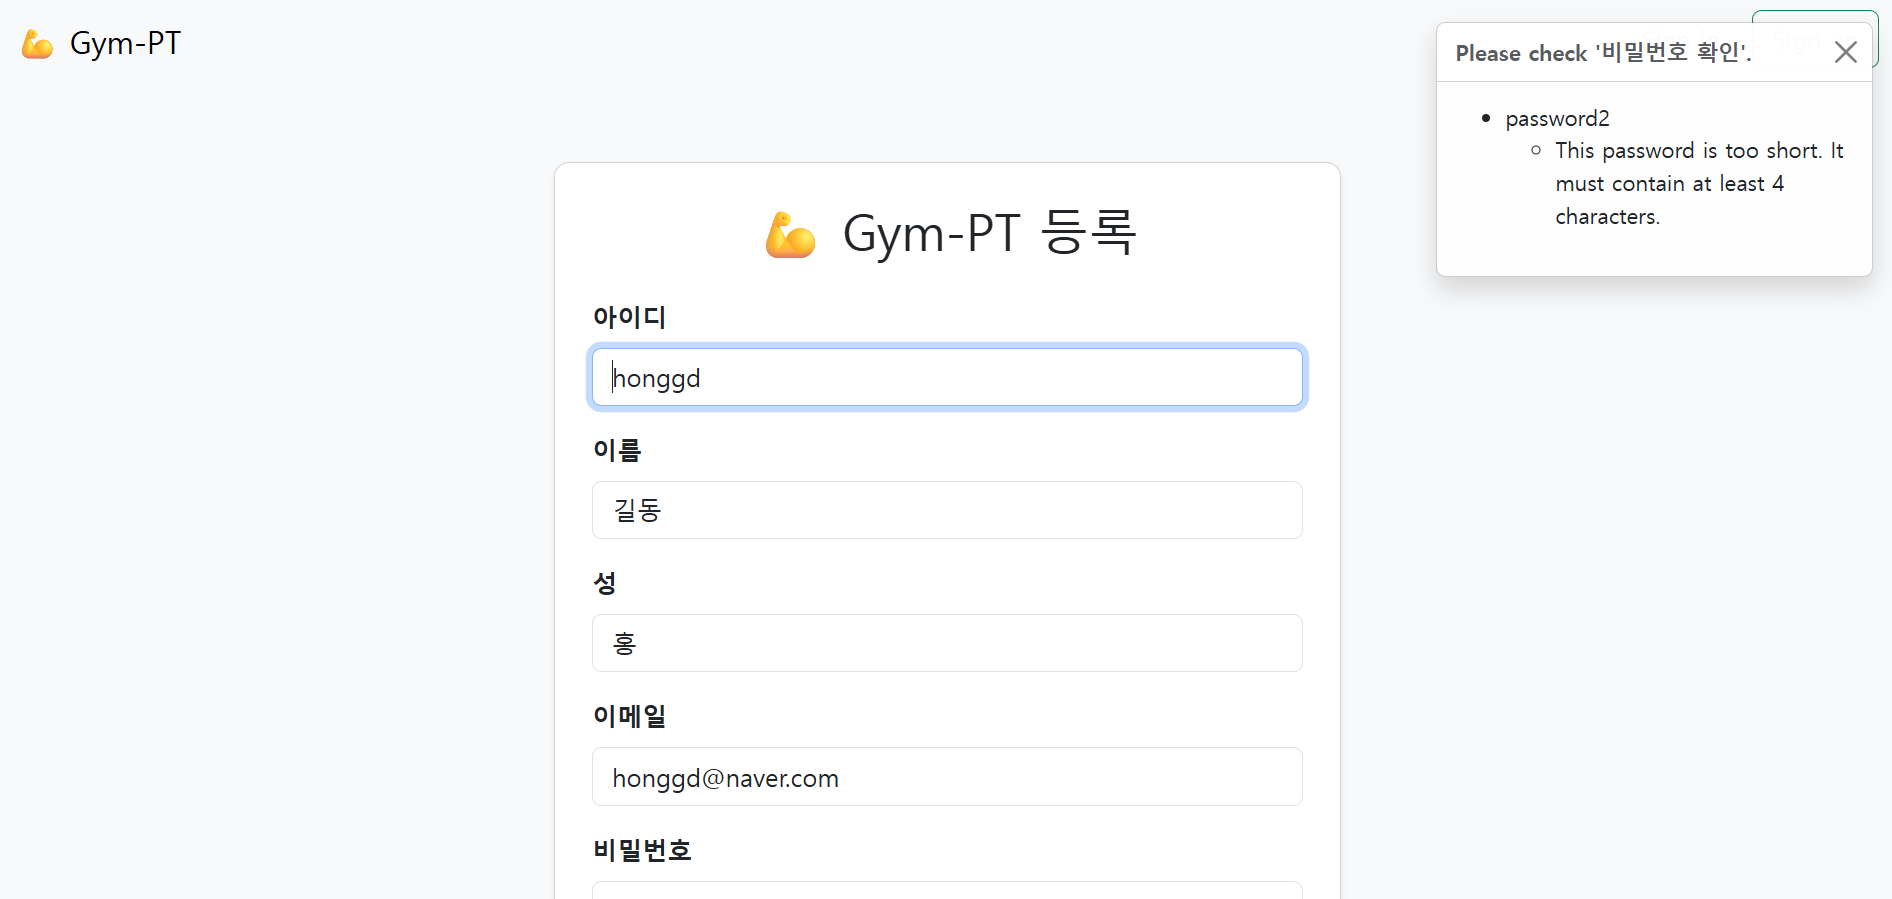 Gym-PT
Please check '비밀번호 확인'.
password2
This password is too short. It
must contain at least 4
characters.
Gym-PT 등록
아이디
honggd
이름
길동
성
홍
이메일
honggd@naver.com
비밀번호